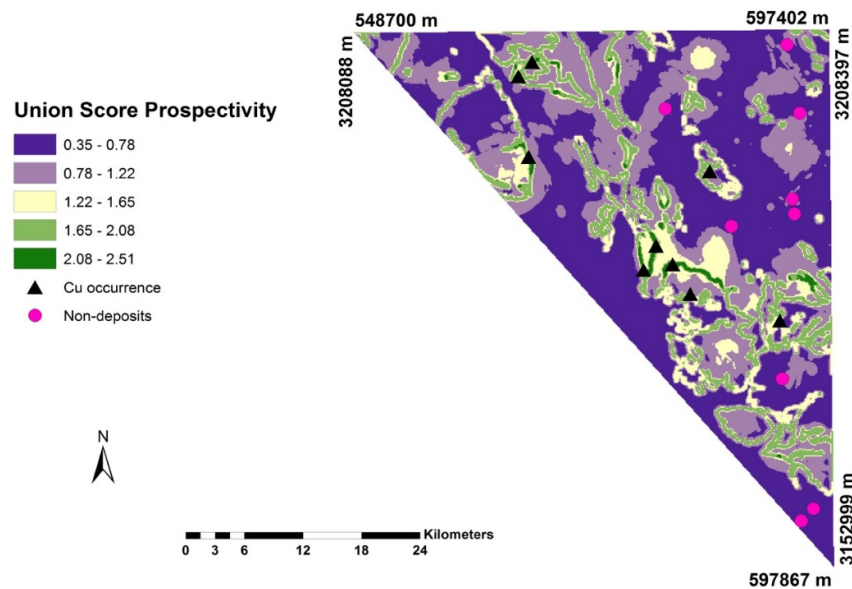 548700 m
597402 m
3208088 m
3208397 m
Union Score Prospectivity
0.35 - 0.78
0.78 - 1.22
1.22 - 1.65
1.65 - 2.08
2.08 - 2.51
Cu occurrence
Non-deposits
N
Kilometers
0 3 6 12 18 24
3152999 m
597867 m